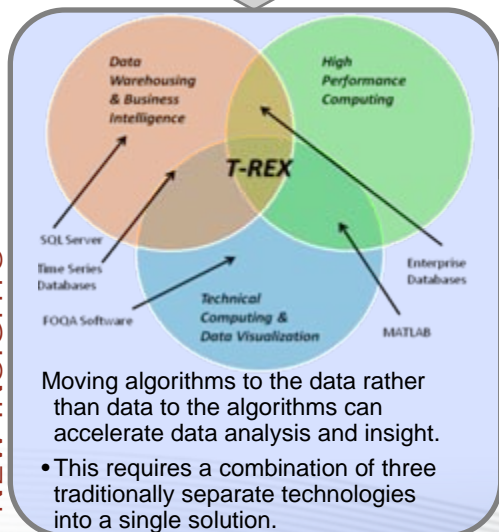 Data
Warehousing
& Business
Intelligence
High
Performance
Computing
T-REX
SQL Server
Time Series
Databases
FOQA Software
Technical
Computing &
Data Visualization
Enterprise
Databases
MATLAB
Moving algorithms to the data rather
than data to the algorithms can
accelerate data analysis and insight.
• This requires a combination of three
traditionally separate technologies
into a single solution.